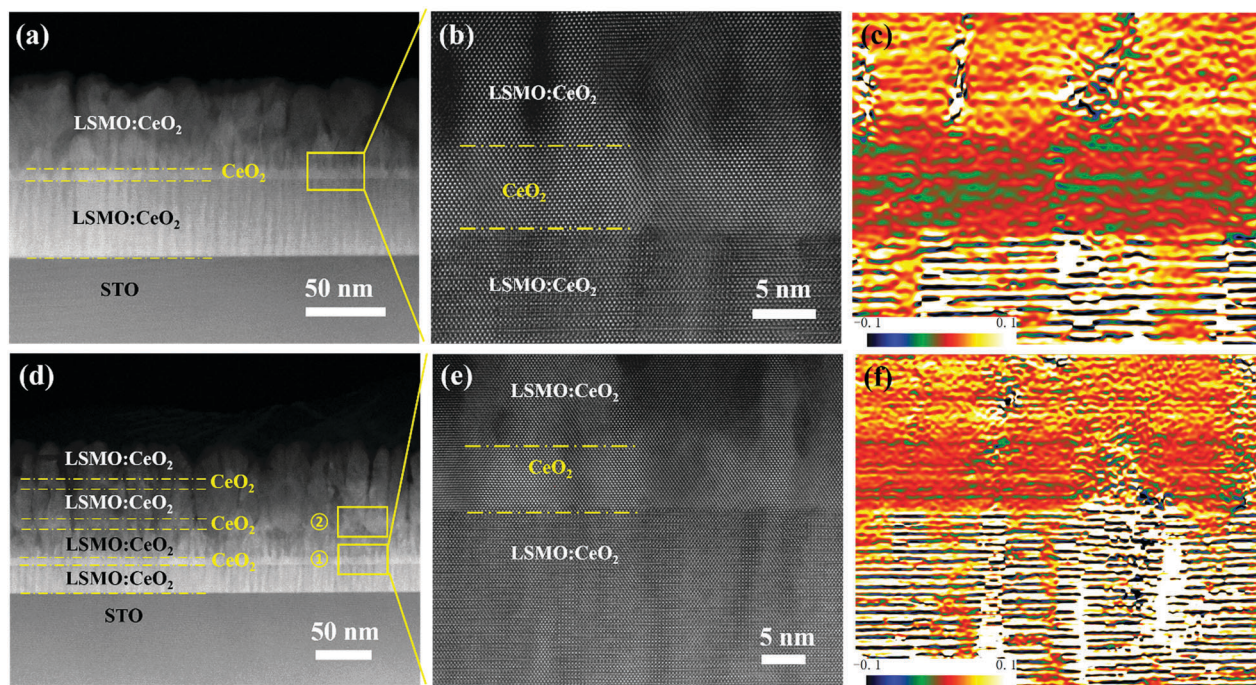 (a)
LSMO:CeO₂
CeO₂
LSMO:CeO₂
STO
50 nm
(b)
LSMO:CeO₂
CeO₂
LSMO:CeO₂
5 nm
(c)
-0.1
0.1
(d)
LSMO:CeO₂
CeO₂
LSMO:CeO₂
CeO₂
②
LSMO:CeO₂
CeO₂
①
LSMO:CeO₂
STO
50 nm
(e)
LSMO:CeO₂
CeO₂
LSMO:CeO₂
5 nm
(f)
-0.1
0.1